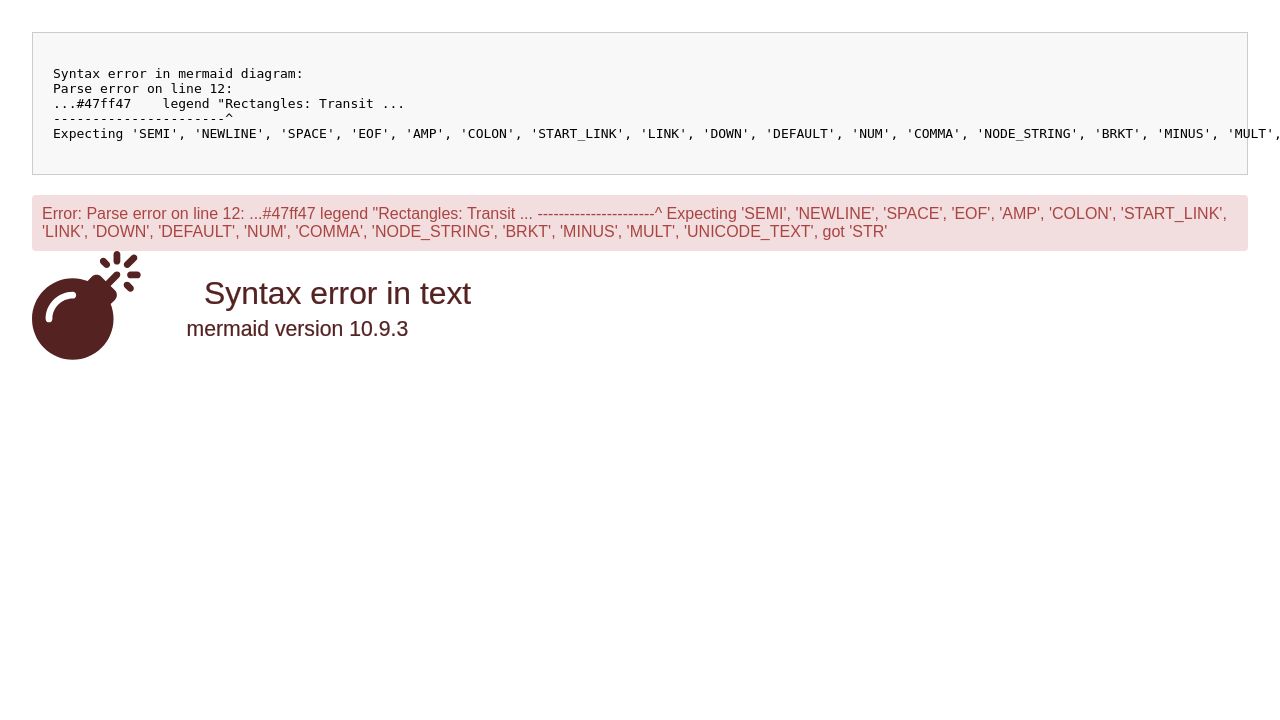 Syntax error in mermaid diagram:
Parse error on line 12:
...#47ff47    legend "Rectangles: Transit ...
----------------------^
Expecting 'SEMI', 'NEWLINE', 'SPACE', 'EOF', 'AMP', 'COLON', 'START_LINK', 'LINK', 'DOWN', 'DEFAULT', 'NUM', 'COMMA', 'NODE_STRING', 'BRKT', 'MINUS', 'MULT',
Error: Parse error on line 12: ...#47ff47 legend "Rectangles: Transit ... ----------------------^ Expecting 'SEMI', 'NEWLINE', 'SPACE', 'EOF', 'AMP', 'COLON', 'START_LINK',
'LINK', 'DOWN', 'DEFAULT', 'NUM', 'COMMA', 'NODE_STRING', 'BRKT', 'MINUS', 'MULT', 'UNICODE_TEXT', got 'STR'
Syntax error in text
mermaid version 10.9.3